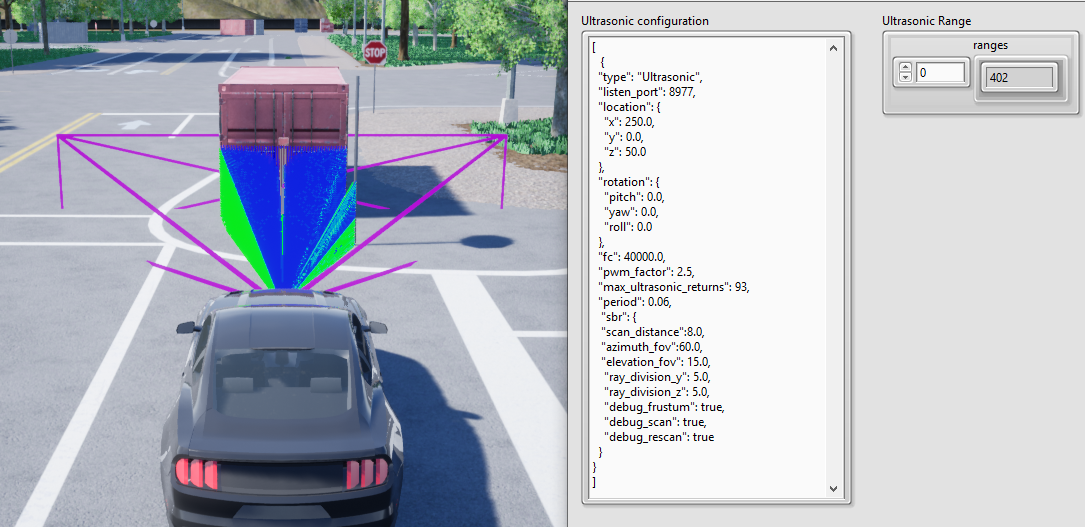 STOP
Ultrasonic configuration
[
{
"type": "Ultrasonic",
"listen_port": 8977,
"location": {
"x": 250.0,
"y": 0.0,
"z": 50.0
},
"rotation": {
"pitch": 0.0,
"yaw": 0.0,
"roll": 0.0
},
"fc": 40000.0,
"pwm_factor": 2.5,
"max_ultrasonic_returns": 93,
"period": 0.06,
"sbr": {
"scan_distance":8.0,
"azimuth_fov":60.0,
"elevation_fov": 15.0,
"ray_division_y": 5.0,
"ray_division_z": 5.0,
"debug_frustum": true,
"debug_scan": true,
"debug_rescan": true
}
}
]
Ultrasonic Range
ranges
0
402